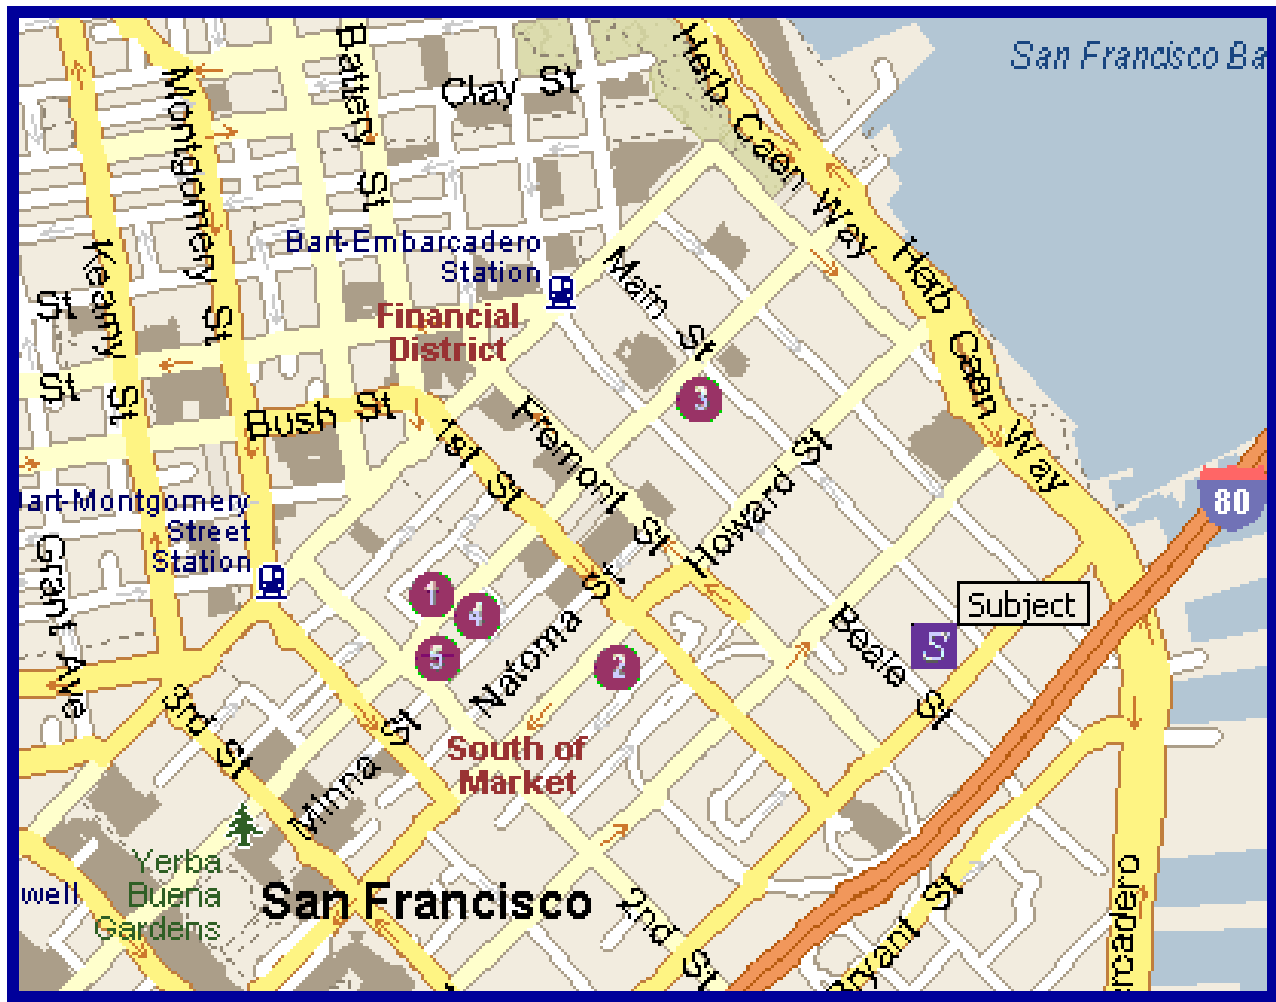 San Francisco Ba
Herb Caen Way
Battery St
Clay St
Montgomery St
Bart-Embarcadero
Station
Main St
Kearny St
St
Financial
District
St
Herb Caen Way
Bush St
1st St
Fremont St
3
Howard St
80
art-Montgomery
Street
Station
Grant Ave
1
4
5
2
St
Natoma
Beale St
Subject
S
3rd St
St
Minna
South of
Market
Yerba
Buena
Gardens
well
San Francisco
2nd St
Bryant St
rcadero